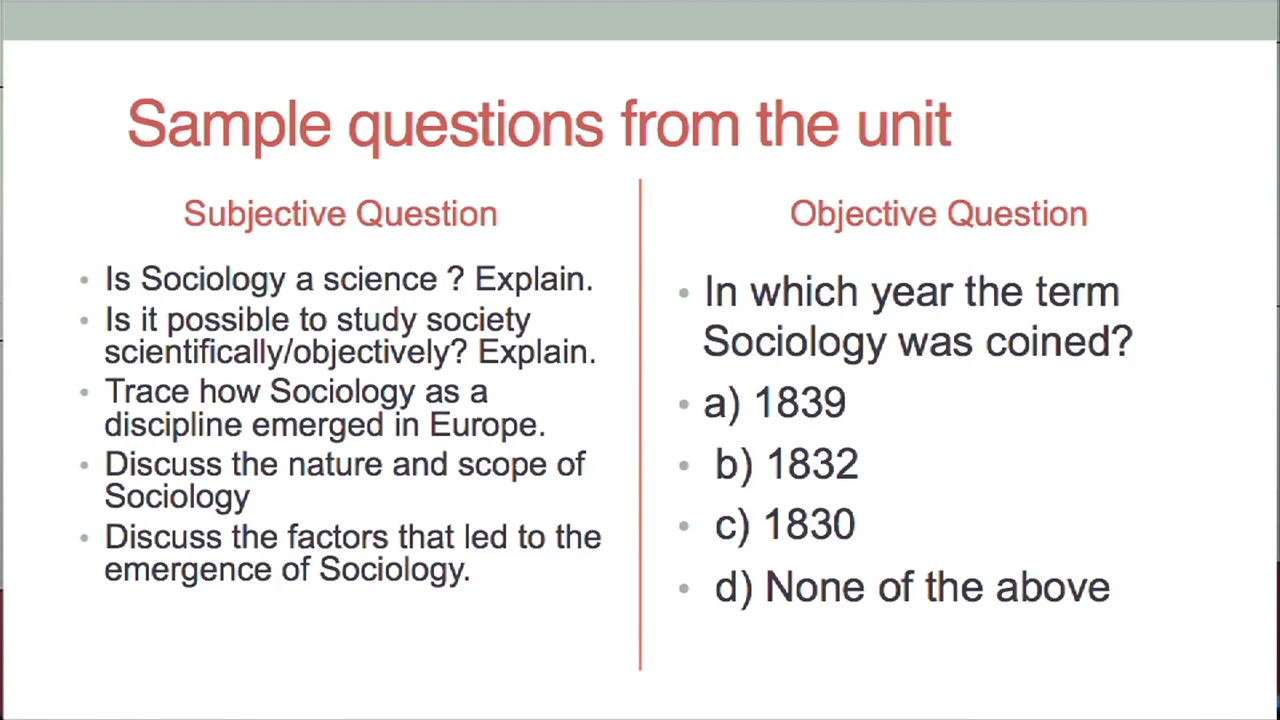 Sample questions from the unit
Subjective Question
• Is Sociology a science ? Explain.
• Is it possible to study society
scientifically/objectively? Explain.
• Trace how Sociology as a
discipline emerged in Europe.
• Discuss the nature and scope of
Sociology
• Discuss the factors that led to the
emergence of Sociology.
Objective Question
• In which year the term
Sociology was coined?
• a) 1839
• b) 1832
• c) 1830
• d) None of the above